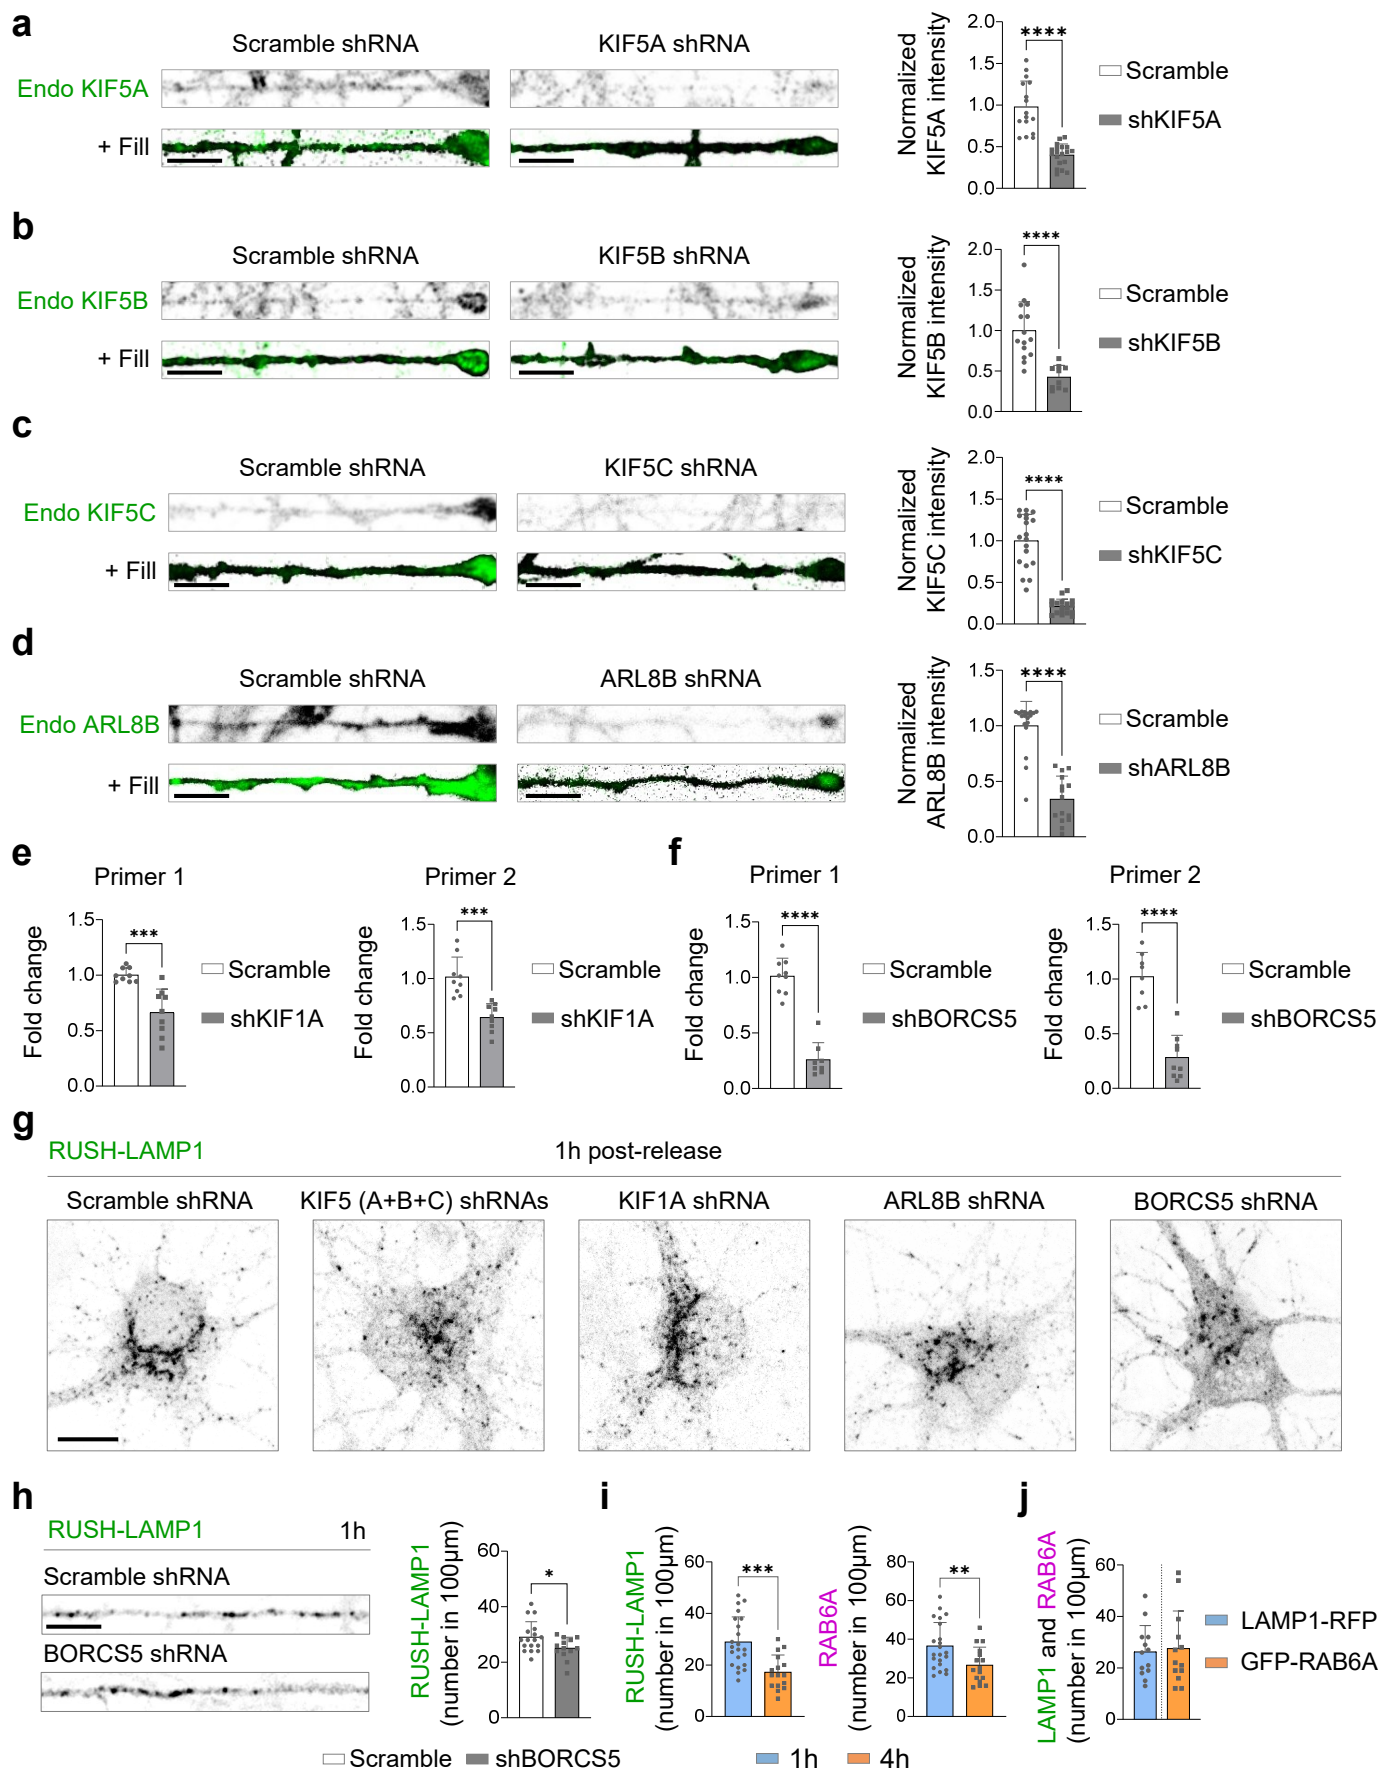 a
Scramble shRNA
KIF5A shRNA
Endo KIF5A
+ Fill
Normalized
KIF5A intensity
2.0
1.5
1.0
0.5
0.0
****
Scramble
shKIF5A
b
Scramble shRNA
KIF5B shRNA
Endo KIF5B
+ Fill
Normalized
KIF5B intensity
2.0
1.5
1.0
0.5
0.0
****
Scramble
shKIF5B
c
Scramble shRNA
KIF5C shRNA
Endo KIF5C
+ Fill
Normalized
KIF5C intensity
2.0
1.5
1.0
0.5
0.0
****
Scramble
shKIF5C
d
Scramble shRNA
ARL8B shRNA
Endo ARL8B
+ Fill
Normalized
ARL8B intensity
1.5
1.0
0.5
0.0
****
Scramble
shARL8B
e
Primer 1
Fold change
1.5
1.0
0.5
0.0
***
Scramble
shKIF1A
Primer 2
Fold change
1.5
1.0
0.5
0.0
***
Scramble
shKIF1A
f
Primer 1
Fold change
1.5
1.0
0.5
0.0
****
Scramble
shBORCS5
Primer 2
Fold change
1.5
1.0
0.5
0.0
****
Scramble
shBORCS5
g
RUSH-LAMP1
1h post-release
Scramble shRNA
KIF5 (A+B+C) shRNAs
KIF1A shRNA
ARL8B shRNA
BORCS5 shRNA
h
RUSH-LAMP1
1h
Scramble shRNA
BORCS5 shRNA
RUSH-LAMP1
(number in 100μm)
60
40
20
0
*
Scramble
shBORCS5
i
RUSH-LAMP1
(number in 100μm)
60
40
20
0
***
RAB6A
(number in 100μm)
80
60
40
20
0
**
1h
4h
j
LAMP1 and RAB6A
(number in 100μm)
60
40
20
0
LAMP1-RFP
GFP-RAB6A